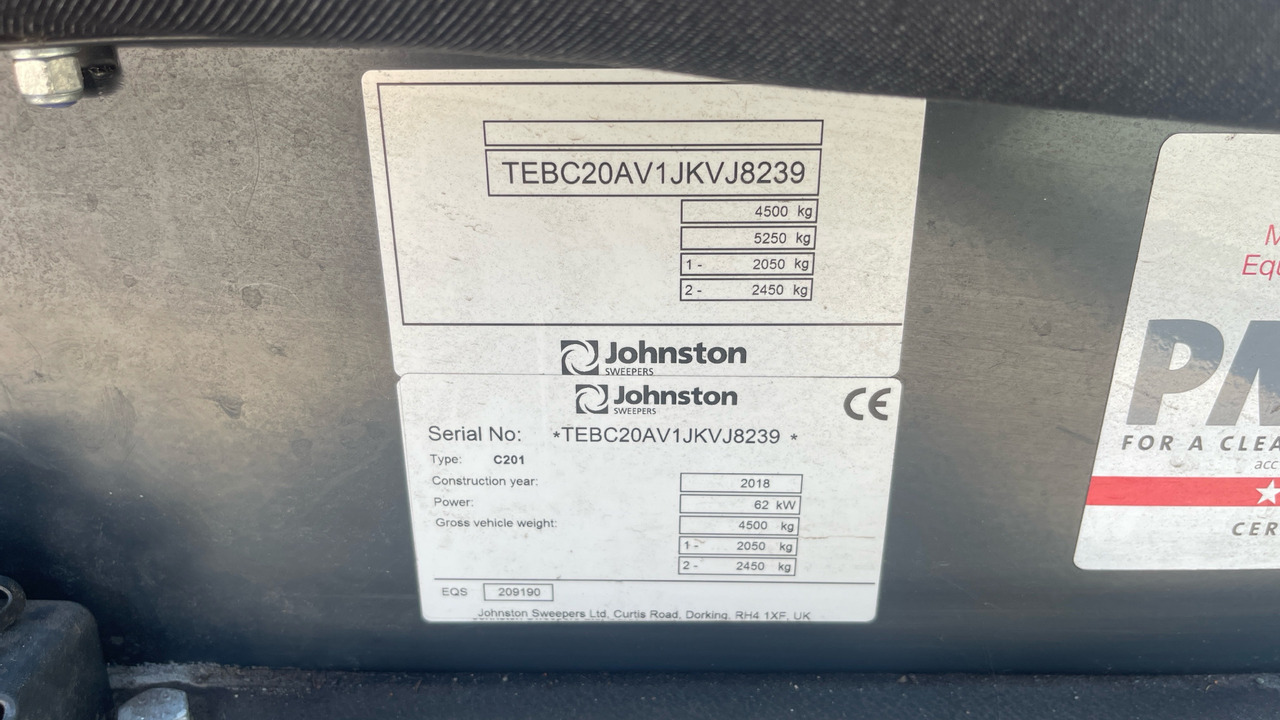 TEBC20AV1JKVJ8239
4500 kg
5250 kg
1 - 2050 kg
2 - 2450 kg
Johnston
SWEEPERS
Johnston
SWEEPERS
CE
Serial No: *TEBC20AV1JKVJ8239 *
Type: C201
Construction year: 2018
Power: 62 kW
Gross vehicle weight: 4500 kg
1 - 2050 kg
2 - 2450 kg
EQS 209190
Johnston Sweepers Ltd, Curtis Road, Dorking, RH4 1XF, UK
FOR A